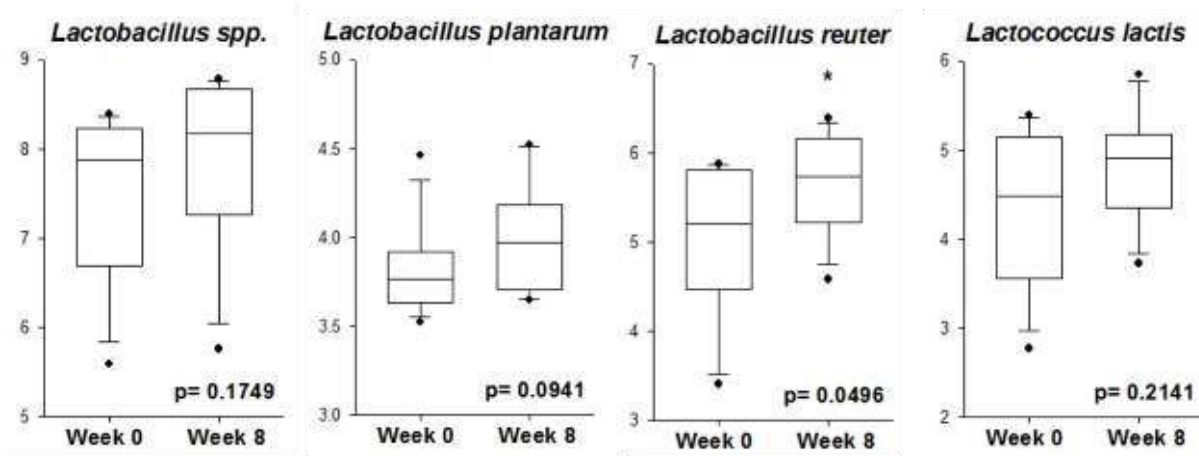 Lactobacillus spp.
9
8
7
6
5
p= 0.1749
Week 0 Week 8
Lactobacillus plantarum
5.0
4.5
4.0
3.5
3.0
p= 0.0941
Week 0 Week 8
Lactobacillus reuter
7
6
5
4
3
*
p= 0.0496
Week 0 Week 8
Lactococcus lactis
6
5
4
3
2
p= 0.2141
Week 0 Week 8